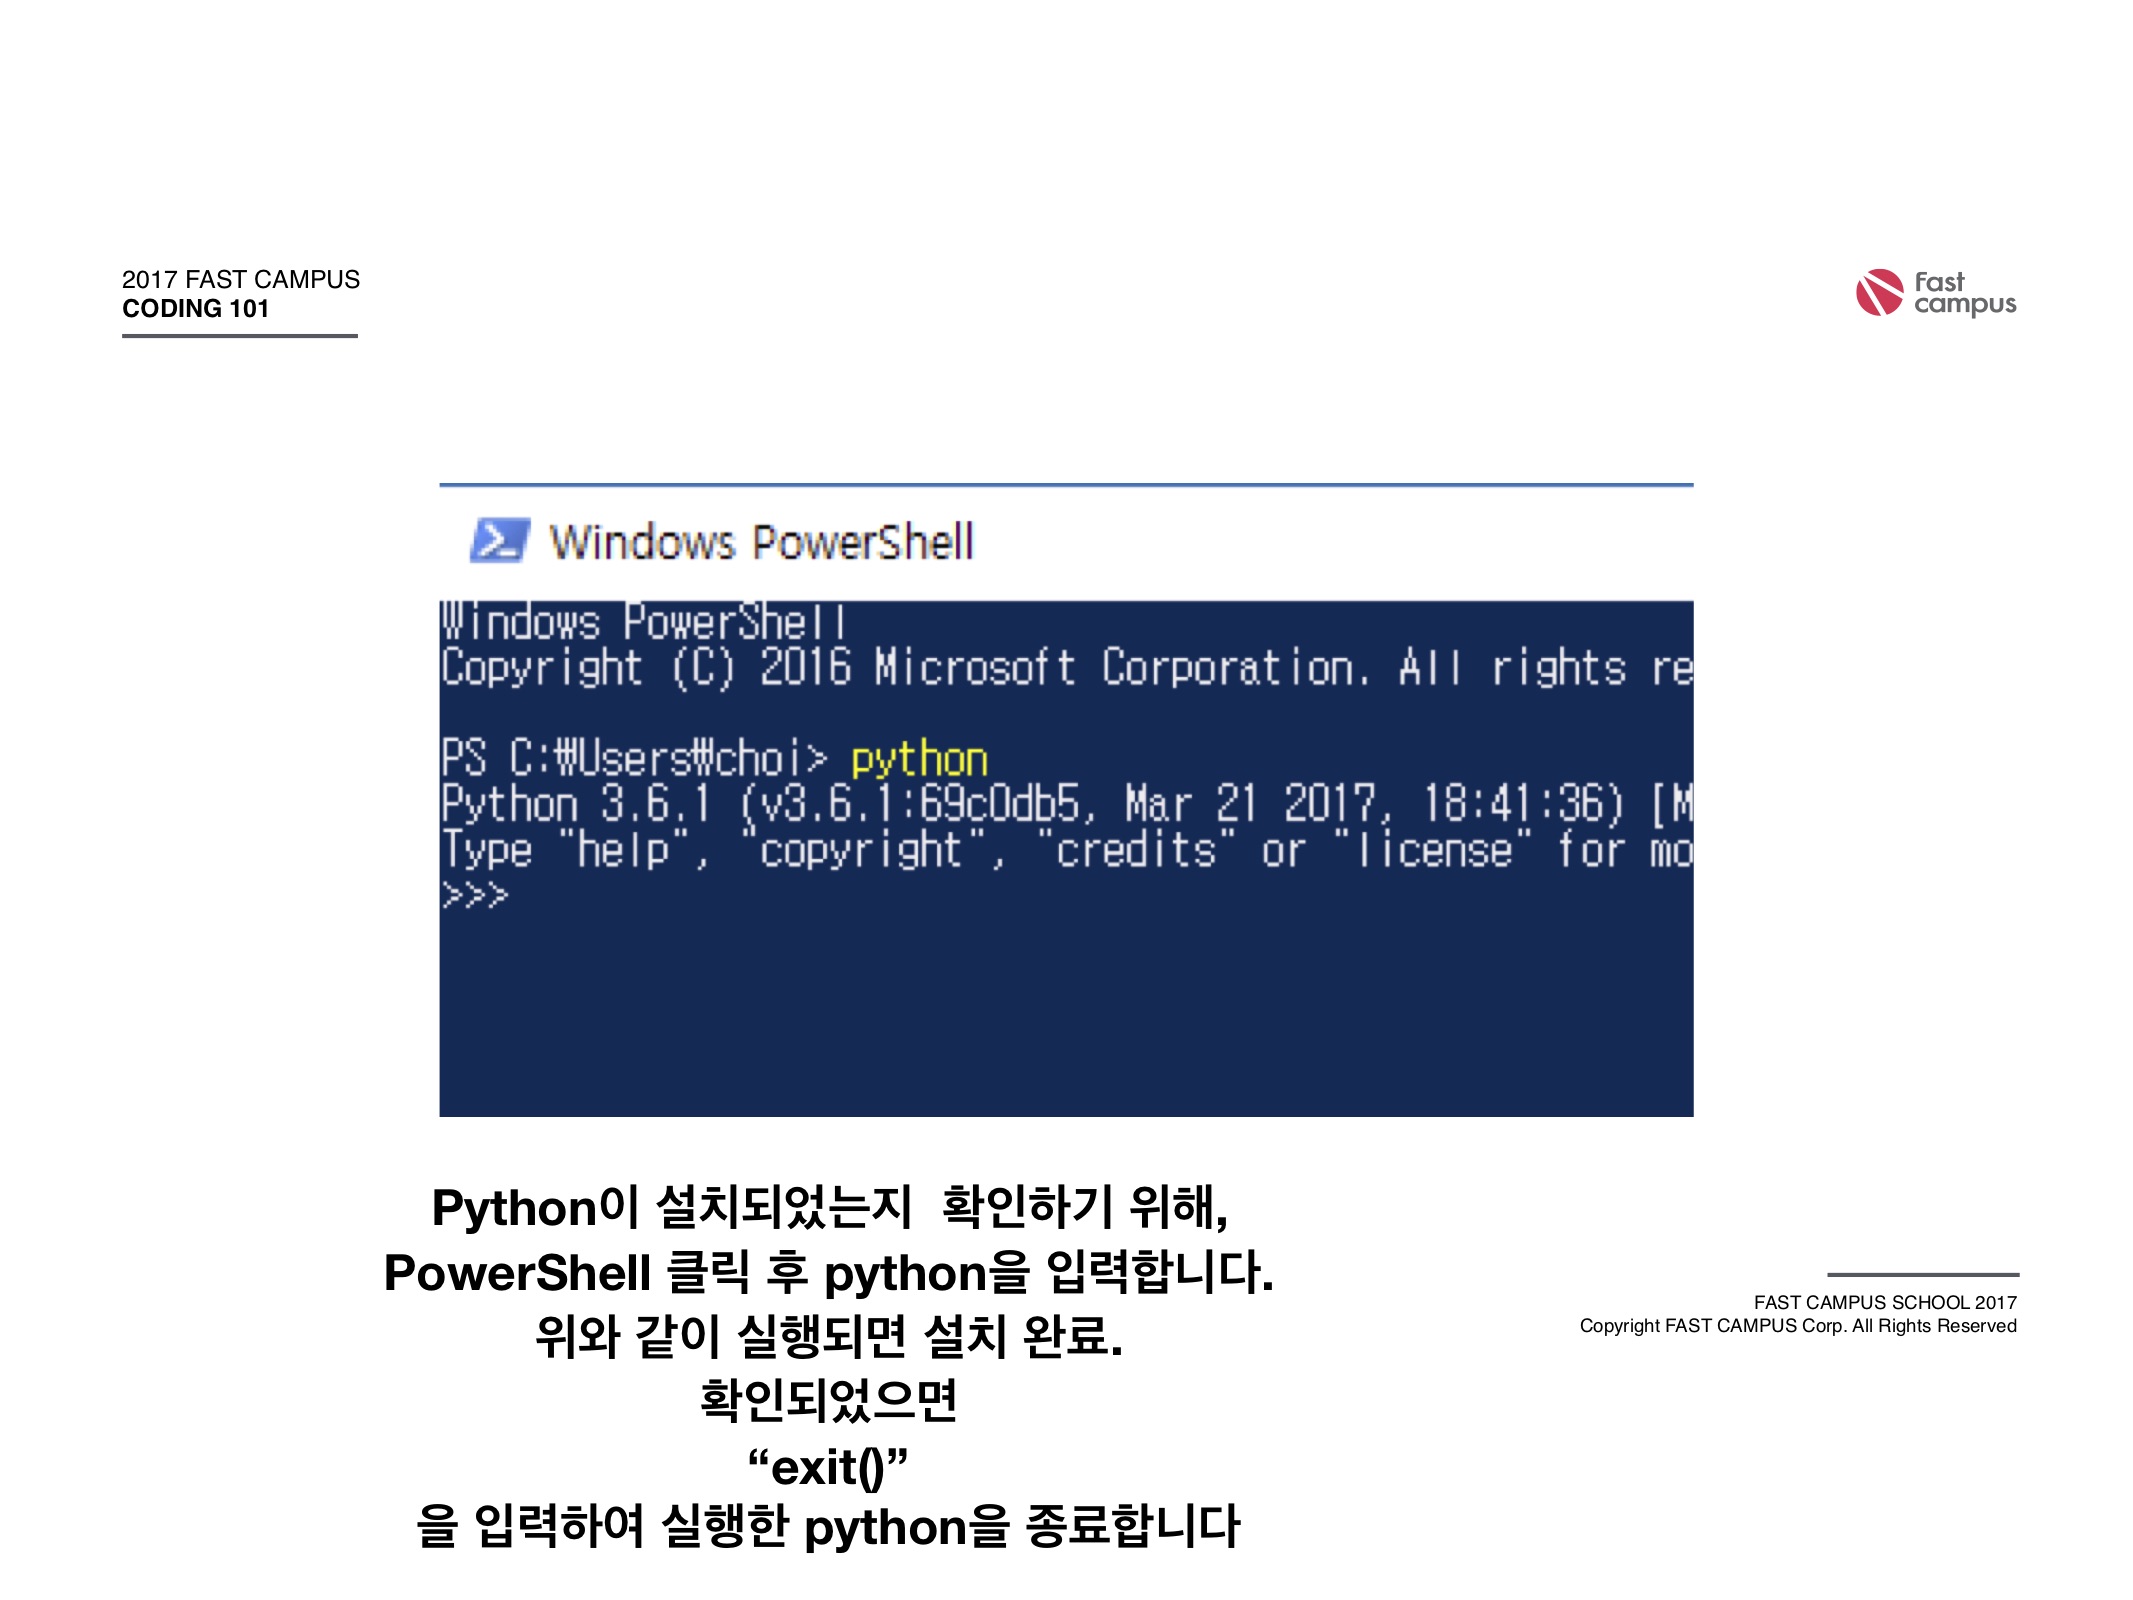 2017 FAST CAMPUS
CODING 101
Fast
campus
Windows PowerShell
Windows PowerShell
Copyright (C) 2016 Microsoft Corporation. All rights re
PS C:₩Users₩choi> python
Python 3.6.1 (v3.6.1:69c0db5, Mar 21 2017, 18:41:36) [M
Type "help", "copyright", "credits" or "license" for mo
>>>
Python이 설치되었는지 확인하기 위해,
PowerShell 클릭 후 python을 입력합니다.
위와 같이 실행되면 설치 완료.
확인되었으면
“exit()”
을 입력하여 실행한 python을 종료합니다
FAST CAMPUS SCHOOL 2017
Copyright FAST CAMPUS Corp. All Rights Reserved